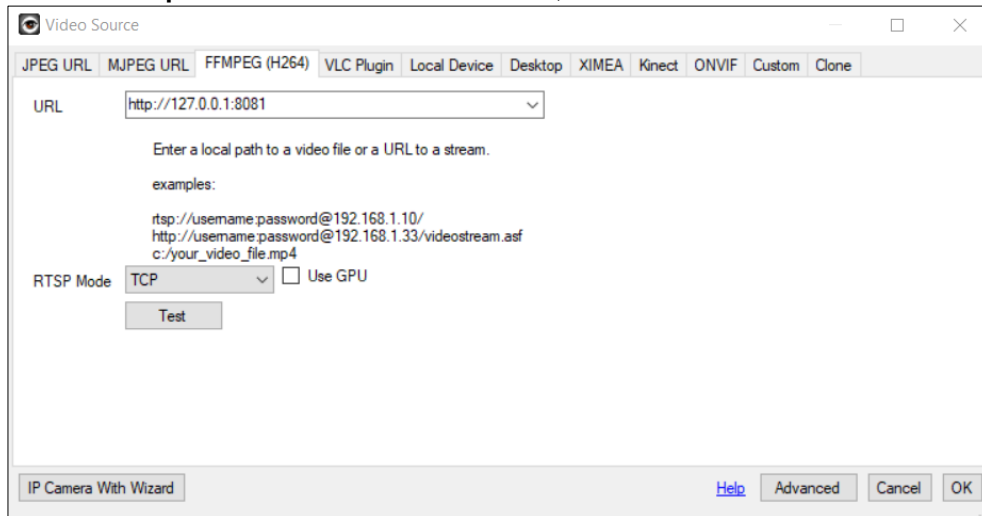 Video Source
JPEG URL MJPEG URL FFMPEG (H264) VLC Plugin Local Device Desktop XIMEA Kinect ONVIF Custom Clone
URL http://127.0.0.1:8081
Enter a local path to a video file or a URL to a stream.
examples:
rtsp://username:password@192.168.1.10/
http://username:password@192.168.1.33/videostream.asf
c:/your_video_file.mp4
RTSP Mode TCP Use GPU
Test
IP Camera With Wizard Help Advanced Cancel OK